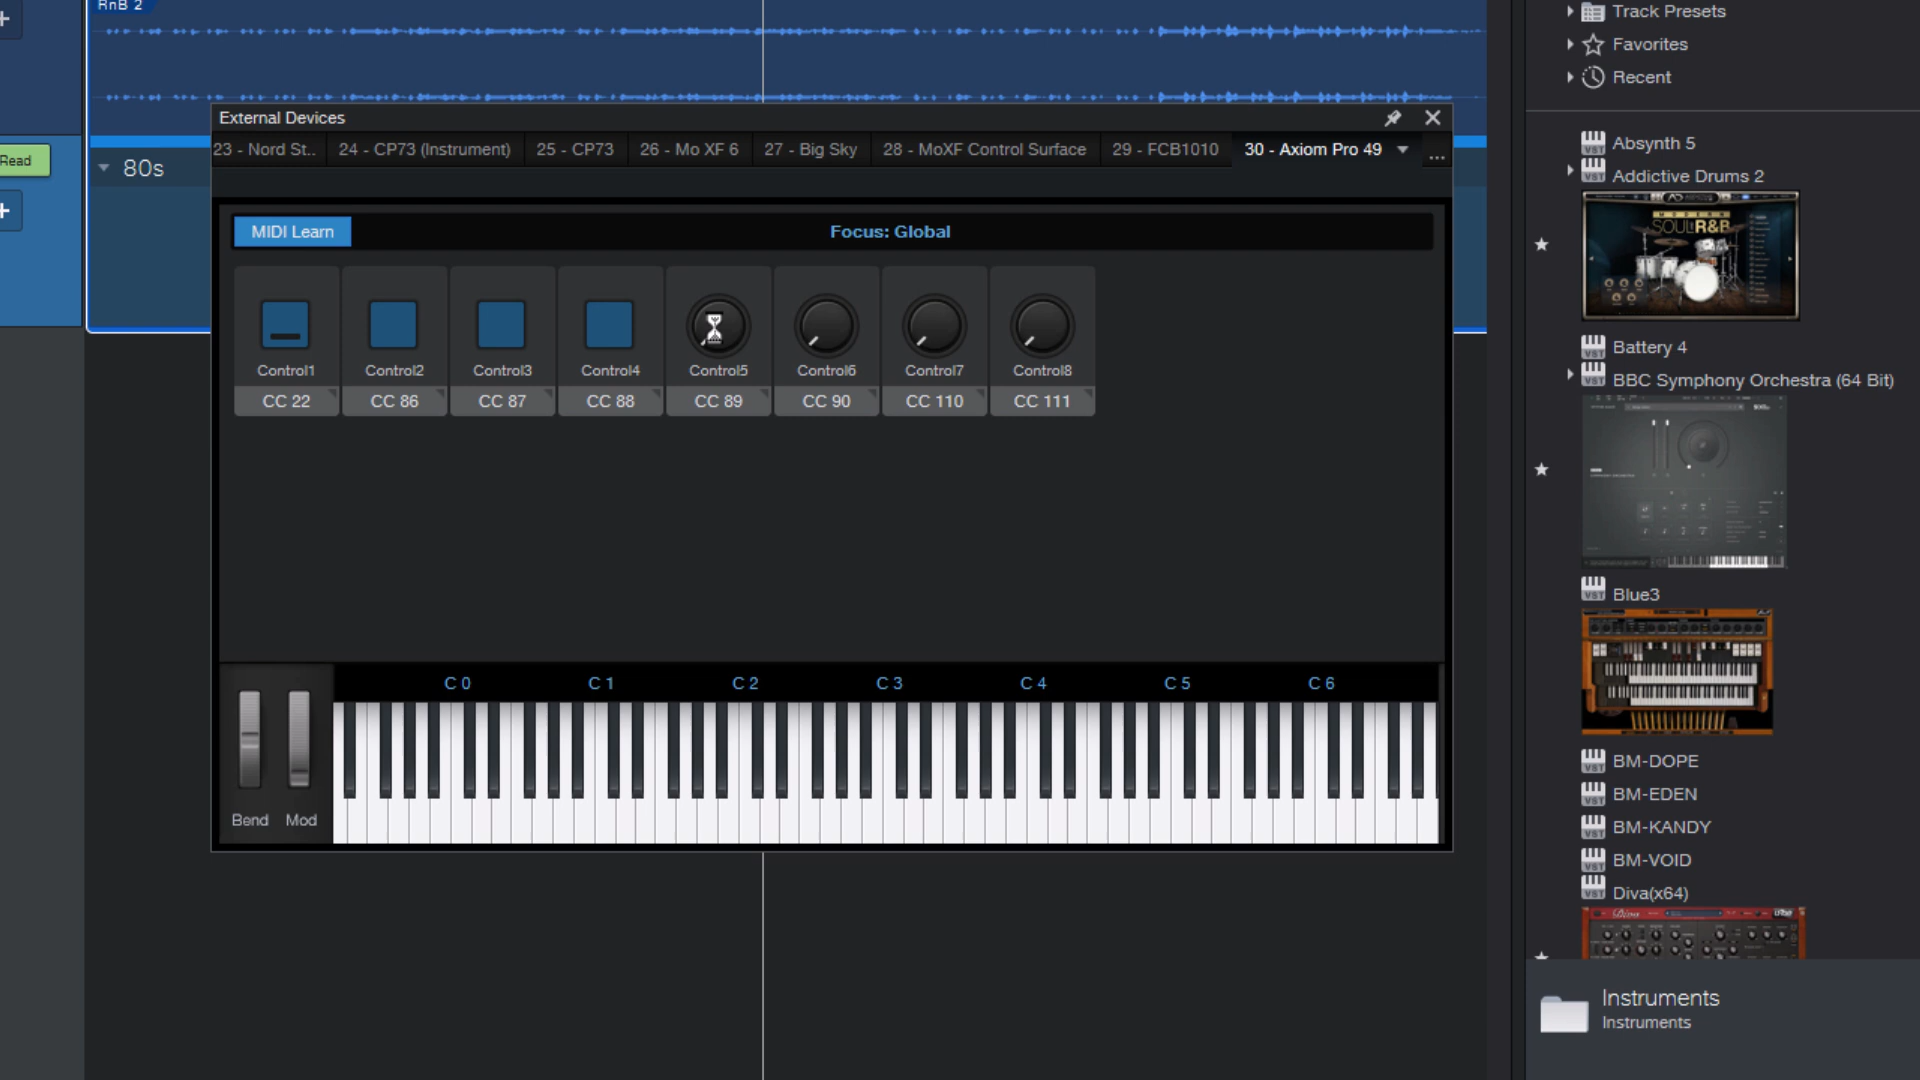 RnB 2
Read
80s
External Devices
23 - Nord St.. 24 - CP73 (Instrument) 25 - CP73 26 - Mo XF 6 27 - Big Sky 28 - MoXF Control Surface 29 - FCB1010 30 - Axiom Pro 49 ...
MIDI Learn
Focus: Global
Control1 Control2 Control3 Control4 Control5 Control6 Control7 Control8
CC 22 CC 86 CC 87 CC 88 CC 89 CC 90 CC 110 CC 111
C 0 C 1 C 2 C 3 C 4 C 5 C 6
Bend Mod
Track Presets
Favorites
Recent
Absynth 5
Addictive Drums 2
SOUL R&B
Battery 4
BBC Symphony Orchestra (64 Bit)
Blue3
BM-DOPE
BM-EDEN
BM-KANDY
BM-VOID
Diva(x64)
Instruments
Instruments